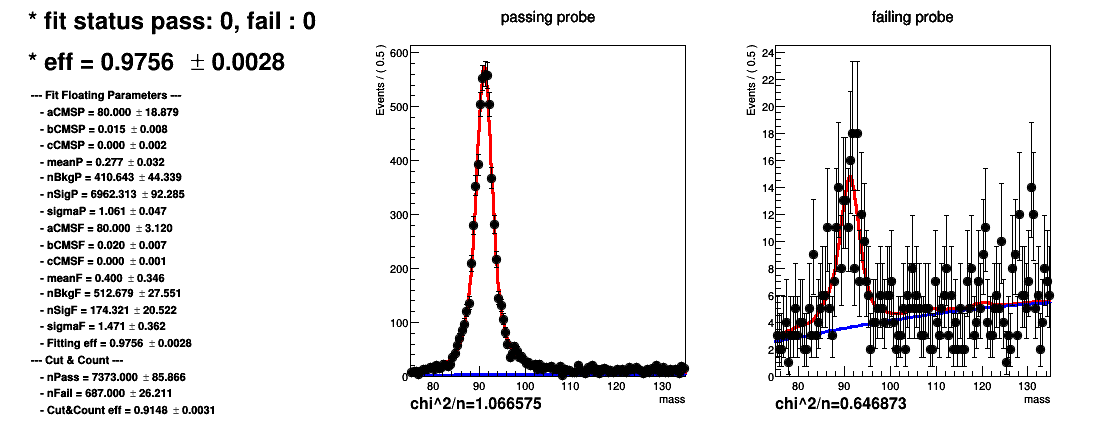 * fit status pass: 0, fail : 0
* eff = 0.9756 ± 0.0028
--- Fit Floating Parameters ---
- aCMSP = 80.000 ± 18.879
- bCMSP = 0.015 ± 0.008
- cCMSP = 0.000 ± 0.002
- meanP = 0.277 ± 0.032
- nBkgP = 410.643 ± 44.339
- nSigP = 6962.313 ± 92.285
- sigmaP = 1.061 ± 0.047
- aCMSF = 80.000 ± 3.120
- bCMSF = 0.020 ± 0.007
- cCMSF = 0.000 ± 0.001
- meanF = 0.400 ± 0.346
- nBkgF = 512.679 ± 27.551
- nSigF = 174.321 ± 20.522
- sigmaF = 1.471 ± 0.362
- Fitting eff = 0.9756 ± 0.0028
--- Cut & Count ---
- nPass = 7373.000 ± 85.866
- nFail = 687.000 ± 26.211
- Cut&Count eff = 0.9148 ± 0.0031
passing probe
Events / ( 0.5 )
600
500
400
300
200
100
0
80 90 100 110 120 130
mass
chi^2/n=1.066575
failing probe
Events / ( 0.5 )
24
22
20
18
16
14
12
10
8
6
4
2
0
80 90 100 110 120 130
mass
chi^2/n=0.646873